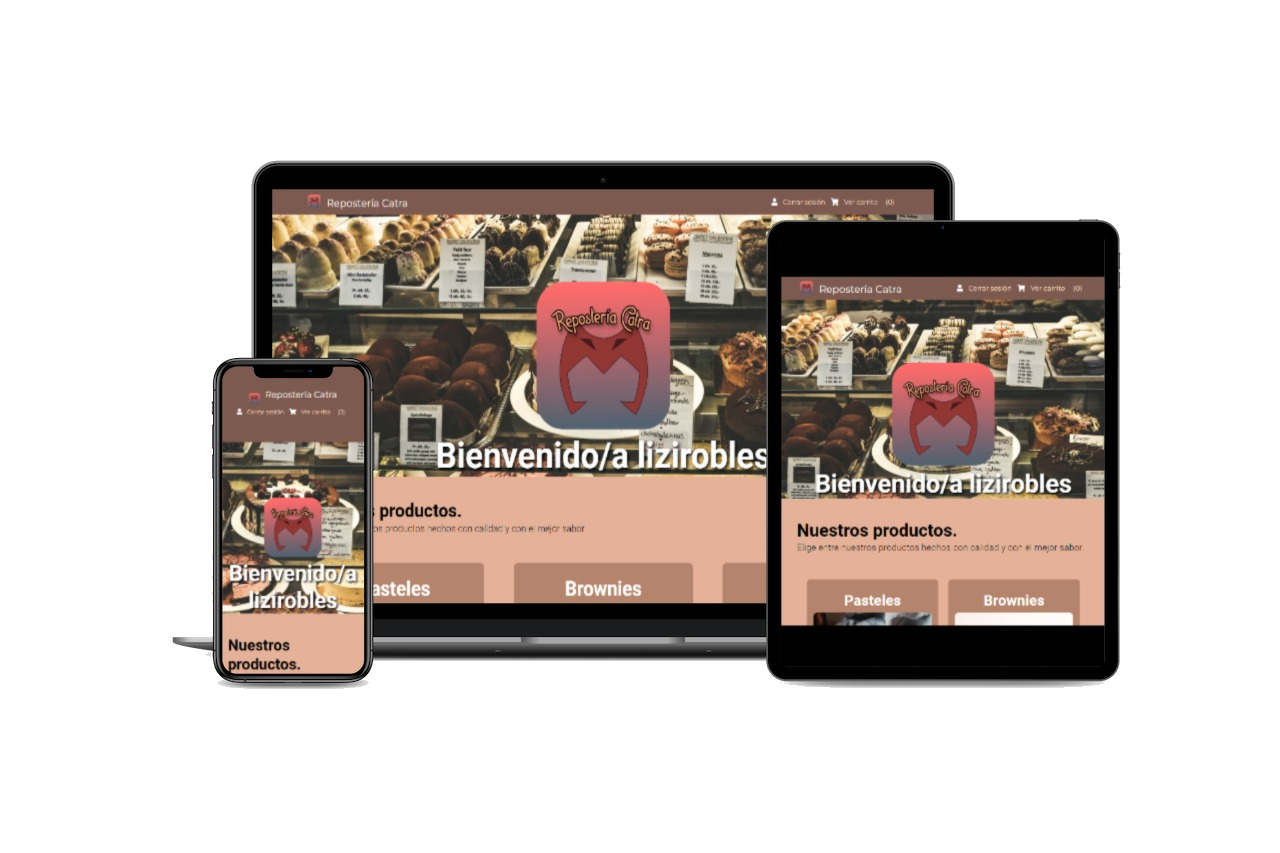 Repostería Catra
Cerrar sesión Ver carrito (0)
Repostería Catra
Bienvenido/a lizirobles
s productos.
os productos hechos con calidad y con el mejor sabor
asteles
Brownies
Repostería Catra
Cerrar sesión Ver carrito (0)
Repostería Catra
Bienvenido/a lizirobles
Nuestros productos.
Elige entre nuestros productos hechos con calidad y con el mejor sabor.
Pasteles
Brownies
Repostería Catra
Cerrar sesión Ver carrito (0)
Repostería Catra
Bienvenido/a
lizirobles
Nuestros
productos.